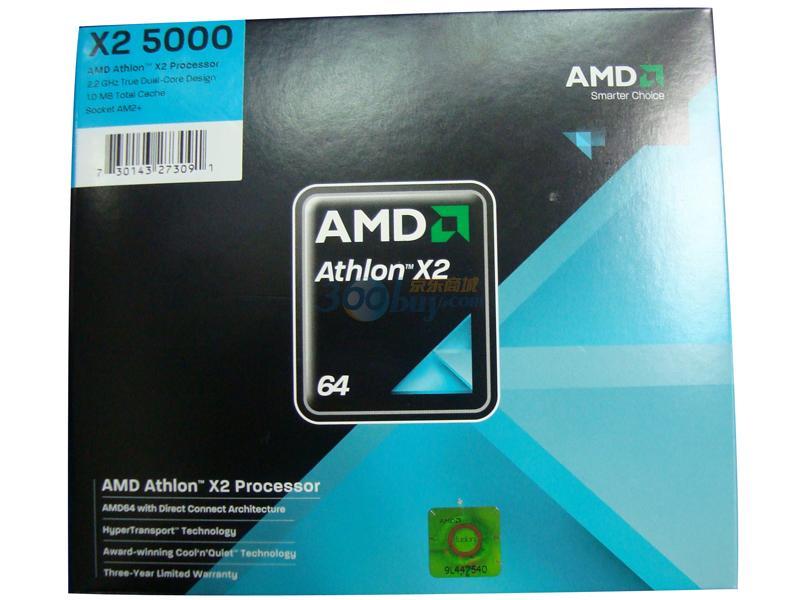 X2 5000
AMD Athlon™ X2 Processor
2.2 GHz True Dual-Core Design
1.0 MB Total Cache
Socket AM2+
7 30143 27309 1
AMD
Smarter Choice
AMD
Athlon™ X2
360buy.com
京东商城
64
AMD Athlon™ X2 Processor
AMD64 with Direct Connect Architecture
HyperTransport™ Technology
Award-winning Cool'n'Quiet™ Technology
Three-Year Limited Warranty
AMD
fusion
9L442540